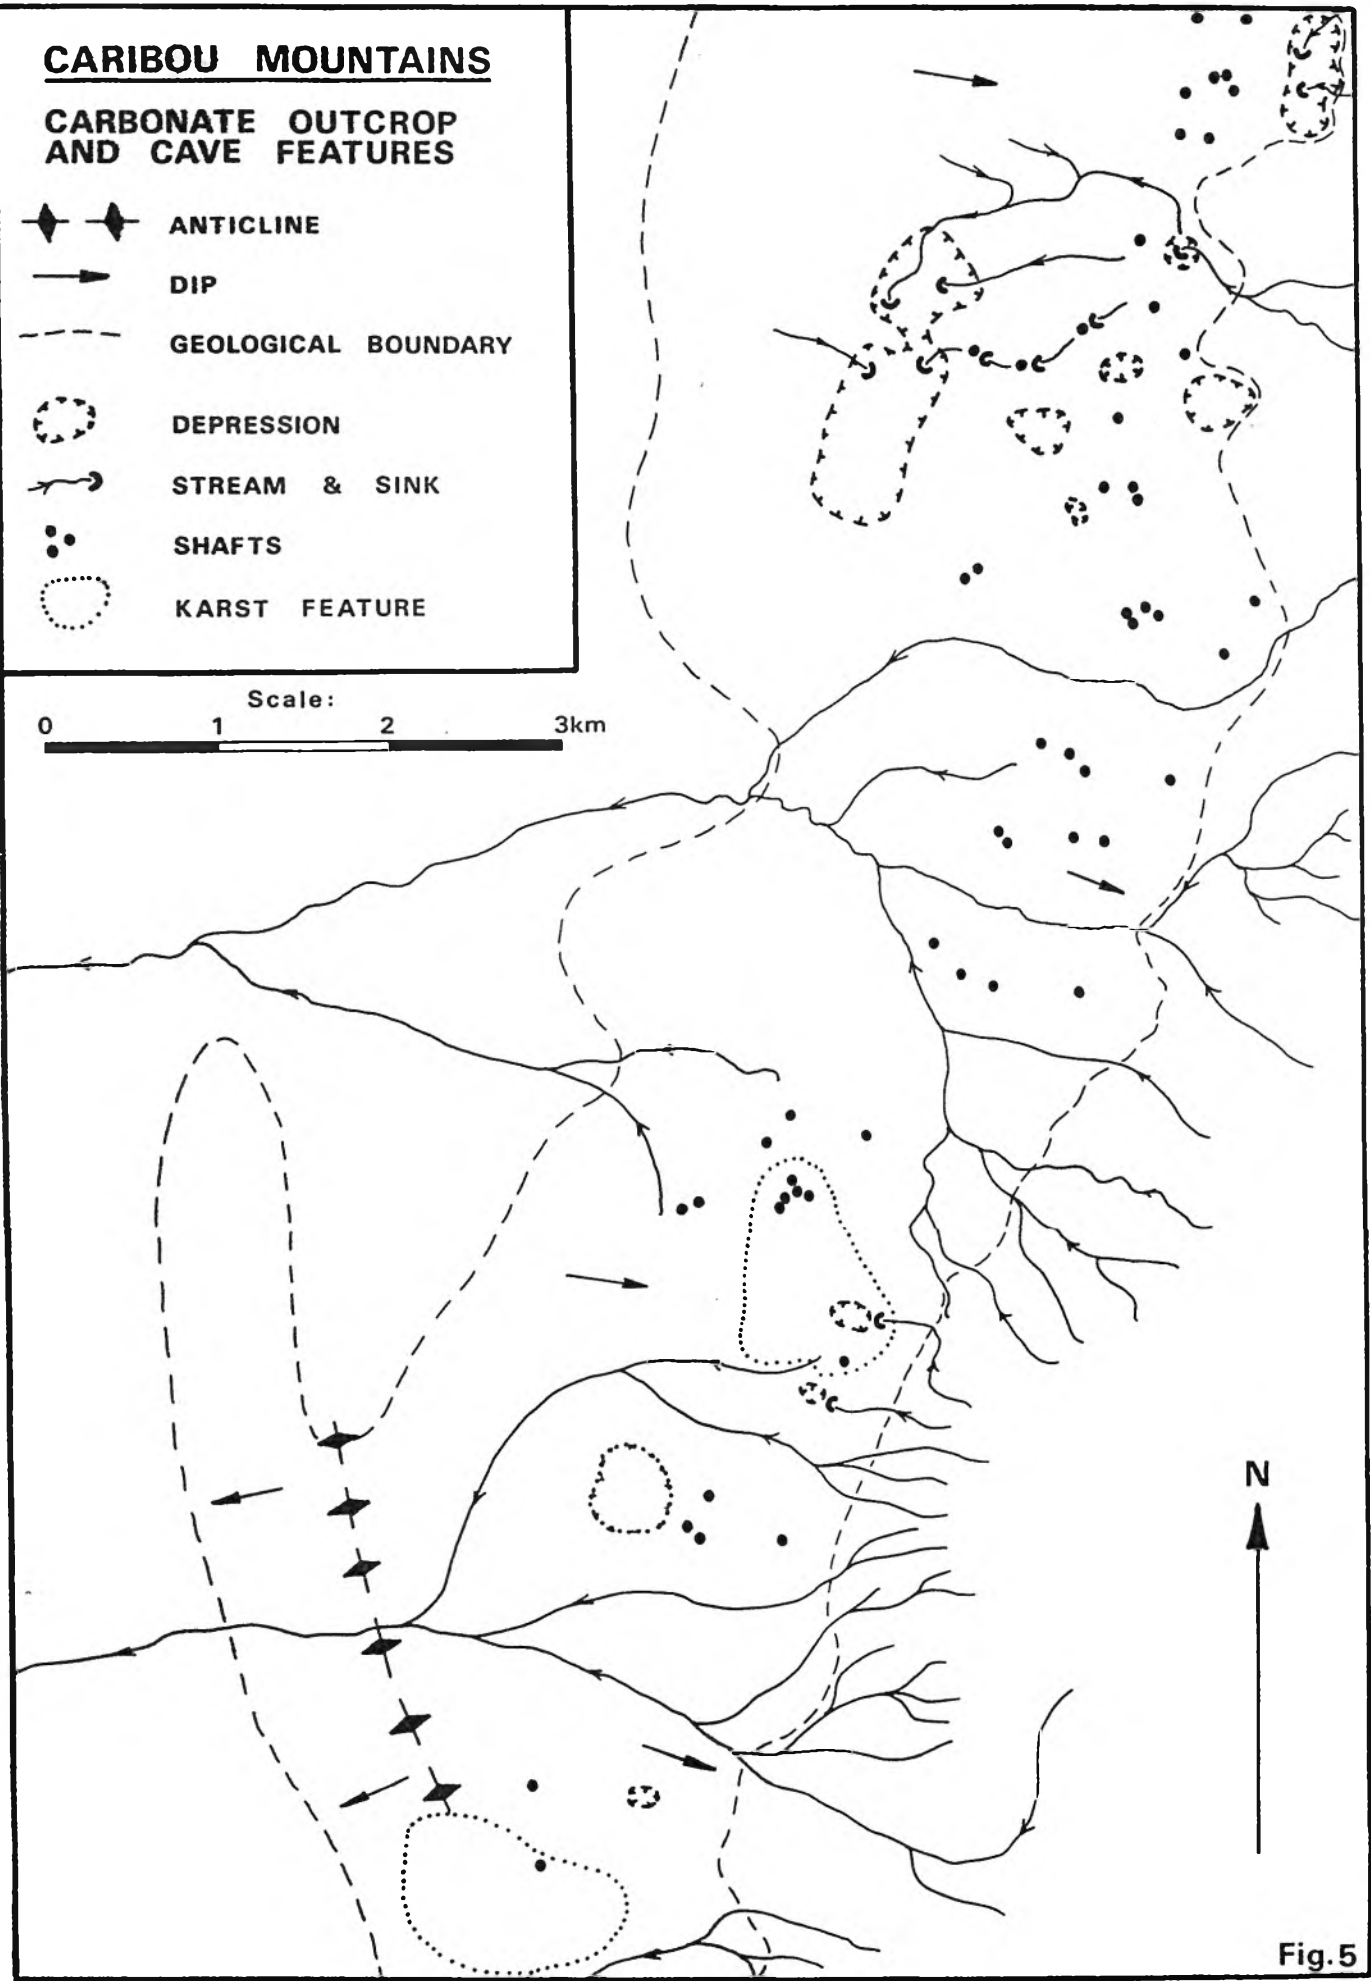 CARIBOU MOUNTAINS
CARBONATE OUTCROP
AND CAVE FEATURES
ANTICLINE
DIP
GEOLOGICAL BOUNDARY
DEPRESSION
STREAM & SINK
SHAFTS
KARST FEATURE
Scale:
0 1 2 3km
N
Fig.5